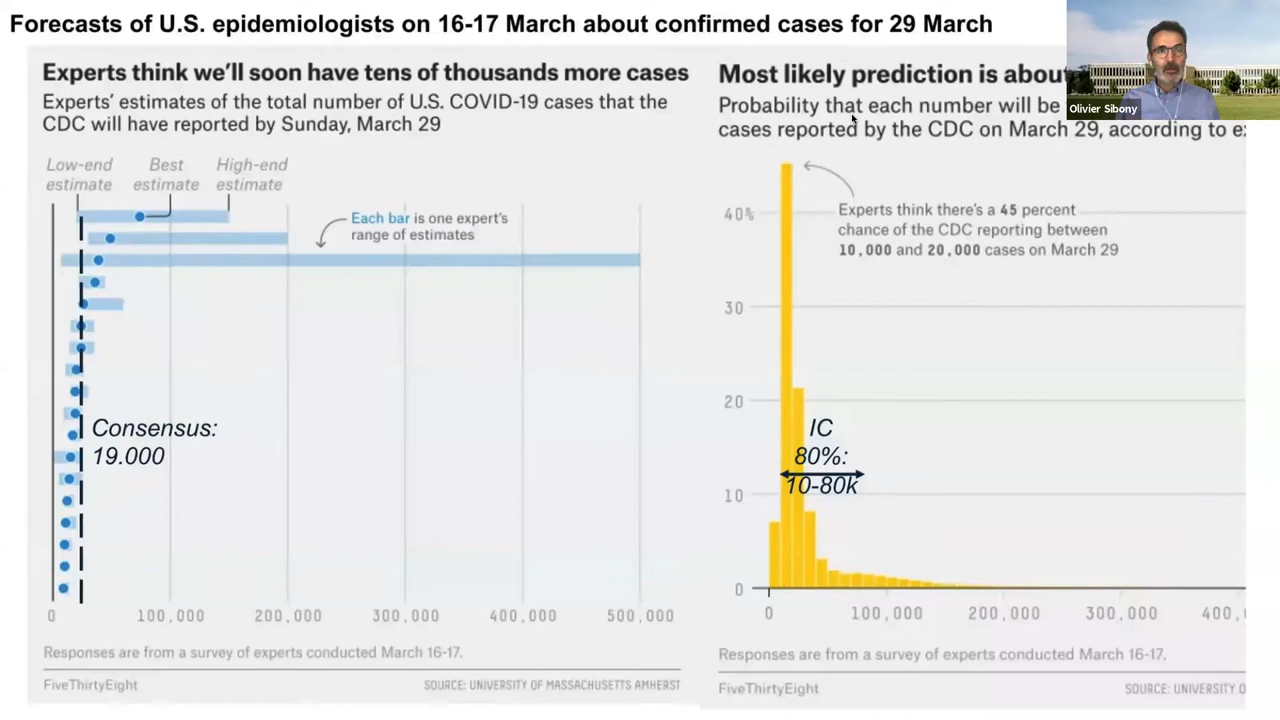 Forecasts of U.S. epidemiologists on 16-17 March about confirmed cases for 29 March
Olivier Sibony
Experts think we'll soon have tens of thousands more cases
Experts' estimates of the total number of U.S. COVID-19 cases that the
CDC will have reported by Sunday, March 29
Low-end
estimate
Best
estimate
High-end
estimate
Each bar is one expert's
range of estimates
Consensus:
19.000
0 100,000 200,000 300,000 400,000 500,000
Responses are from a survey of experts conducted March 16-17.
FiveThirtyEight SOURCE: UNIVERSITY OF MASSACHUSETTS AMHERST
Most likely prediction is
Probability that each number will be
cases reported by the CDC on March 29, according to
40%
Experts think there's a 45 percent
chance of the CDC reporting between
10,000 and 20,000 cases on March 29
30
20
IC
80%:
10-80k
10
0
0 100,000 200,000 300,000
Responses are from a survey of experts conducted March 16-17.
FiveThirtyEight SOURCE: UNIVERSITY